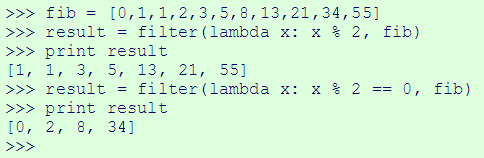 >>> fib = [0,1,1,2,3,5,8,13,21,34,55]
>>> result = filter(lambda x: x % 2, fib)
>>> print result
[1, 1, 3, 5, 13, 21, 55]
>>> result = filter(lambda x: x % 2 == 0, fib)
>>> print result
[0, 2, 8, 34]
>>>